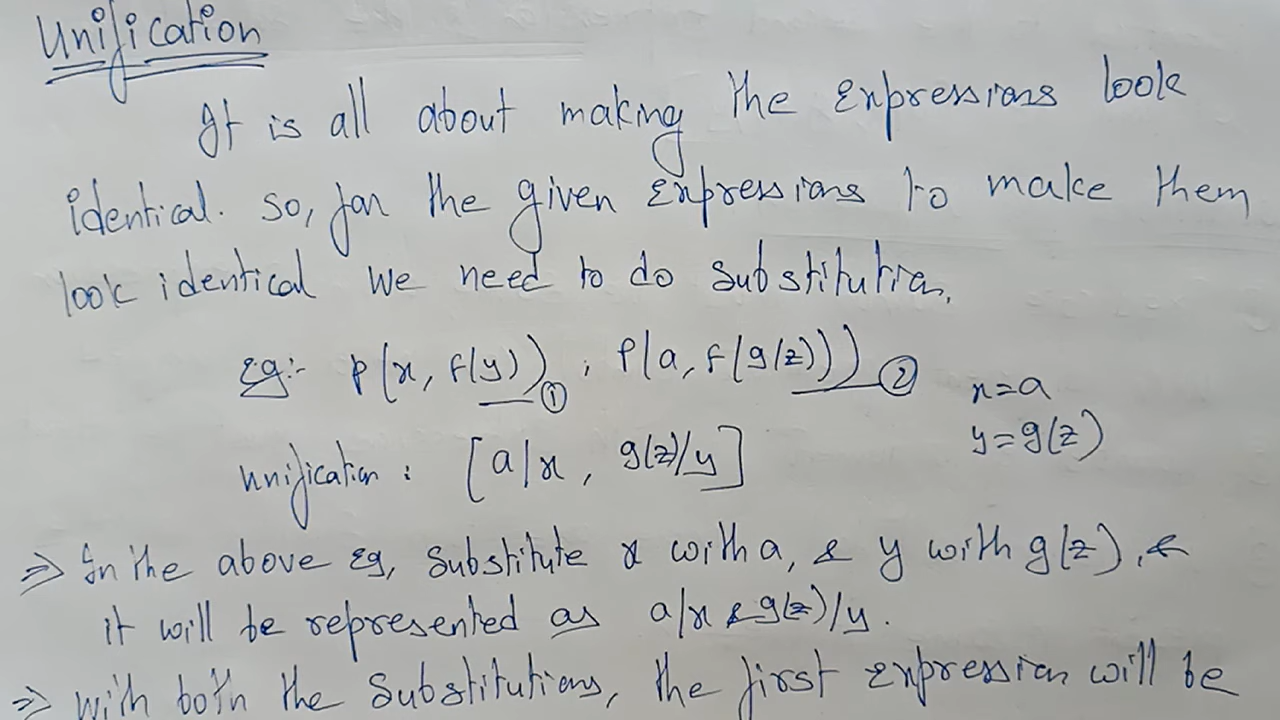 Unification
It is all about making the Expressions look
identical. so, for the given Expressions to make them
look identical we need to do substitution.
Eg:- P(x, f(y)) ① ; P(a, f(g(z))) ② x=a
y=g(z)
unification : [a/x, g(z)/y]
⇒ In the above Eg, substitute x with a, & y with g(z), &
it will be represented as a/x & g(z)/y.
⇒ with both the substitutions, the first expression will be